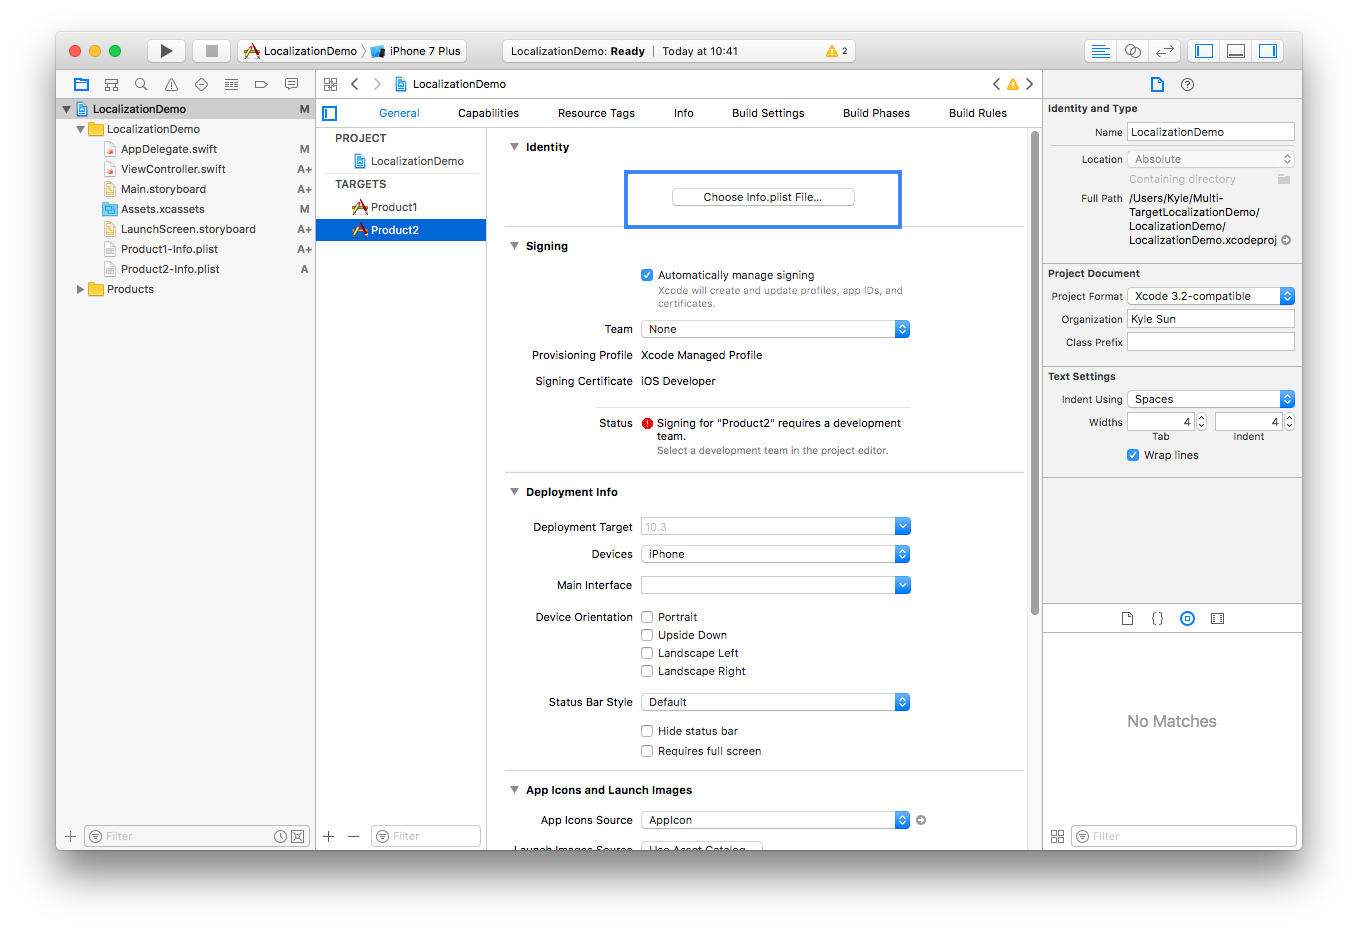 LocalizationDemo
iPhone 7 Plus
LocalizationDemo: Ready
Today at 10:41
2
LocalizationDemo
M
LocalizationDemo
AppDelegate.swift
M
ViewController.swift
A+
Main.storyboard
A+
Assets.xcassets
M
LaunchScreen.storyboard
A+
Product1-Info.plist
A+
Product2-Info.plist
A
Products
Filter
LocalizationDemo
General
Capabilities
Resource Tags
Info
Build Settings
Build Phases
Build Rules
PROJECT
LocalizationDemo
TARGETS
Product1
Product2
Filter
Identity
Choose Info.plist File...
Signing
Automatically manage signing
Xcode will create and update profiles, app IDs, and
certificates.
Team
None
Provisioning Profile
Xcode Managed Profile
Signing Certificate
iOS Developer
Status
Signing for "Product2" requires a development
team.
Select a development team in the project editor.
Deployment Info
Deployment Target
10.3
Devices
iPhone
Main Interface
Device Orientation
Portrait
Upside Down
Landscape Left
Landscape Right
Status Bar Style
Default
Hide status bar
Requires full screen
App Icons and Launch Images
App Icons Source
AppIcon
Launch Images Source
Use Asset Catalog
Identity and Type
Name
LocalizationDemo
Location
Absolute
Containing directory
Full Path
/Users/Kyle/Multi-
TargetLocalizationDemo/
LocalizationDemo/
LocalizationDemo.xcodeproj
Project Document
Project Format
Xcode 3.2-compatible
Organization
Kyle Sun
Class Prefix
Text Settings
Indent Using
Spaces
Widths
4
4
Tab
Indent
Wrap lines
{}
No Matches
Filter